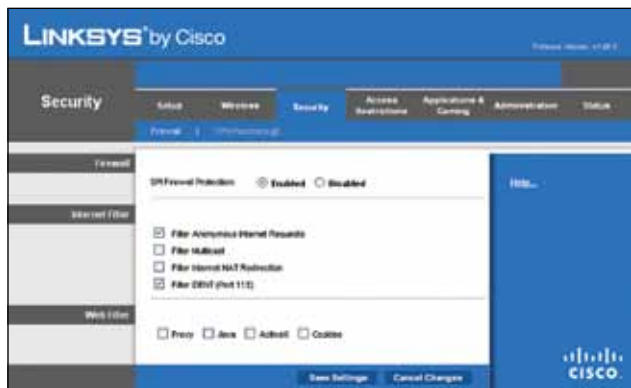 LINKSYS® by Cisco
Security
Setup Wireless Security Access Restrictions Applications & Gaming Administration Status
Firewall | VPN Passthrough
Firewall
SPI Firewall Protection: Enabled Disabled
Help...
Internet Filter
Filter Anonymous Internet Requests
Filter Multicast
Filter Internet NAT Redirection
Filter IDENT (Port 113)
Web Filter
Proxy Java ActiveX Cookies
Save Settings Cancel Changes
CISCO